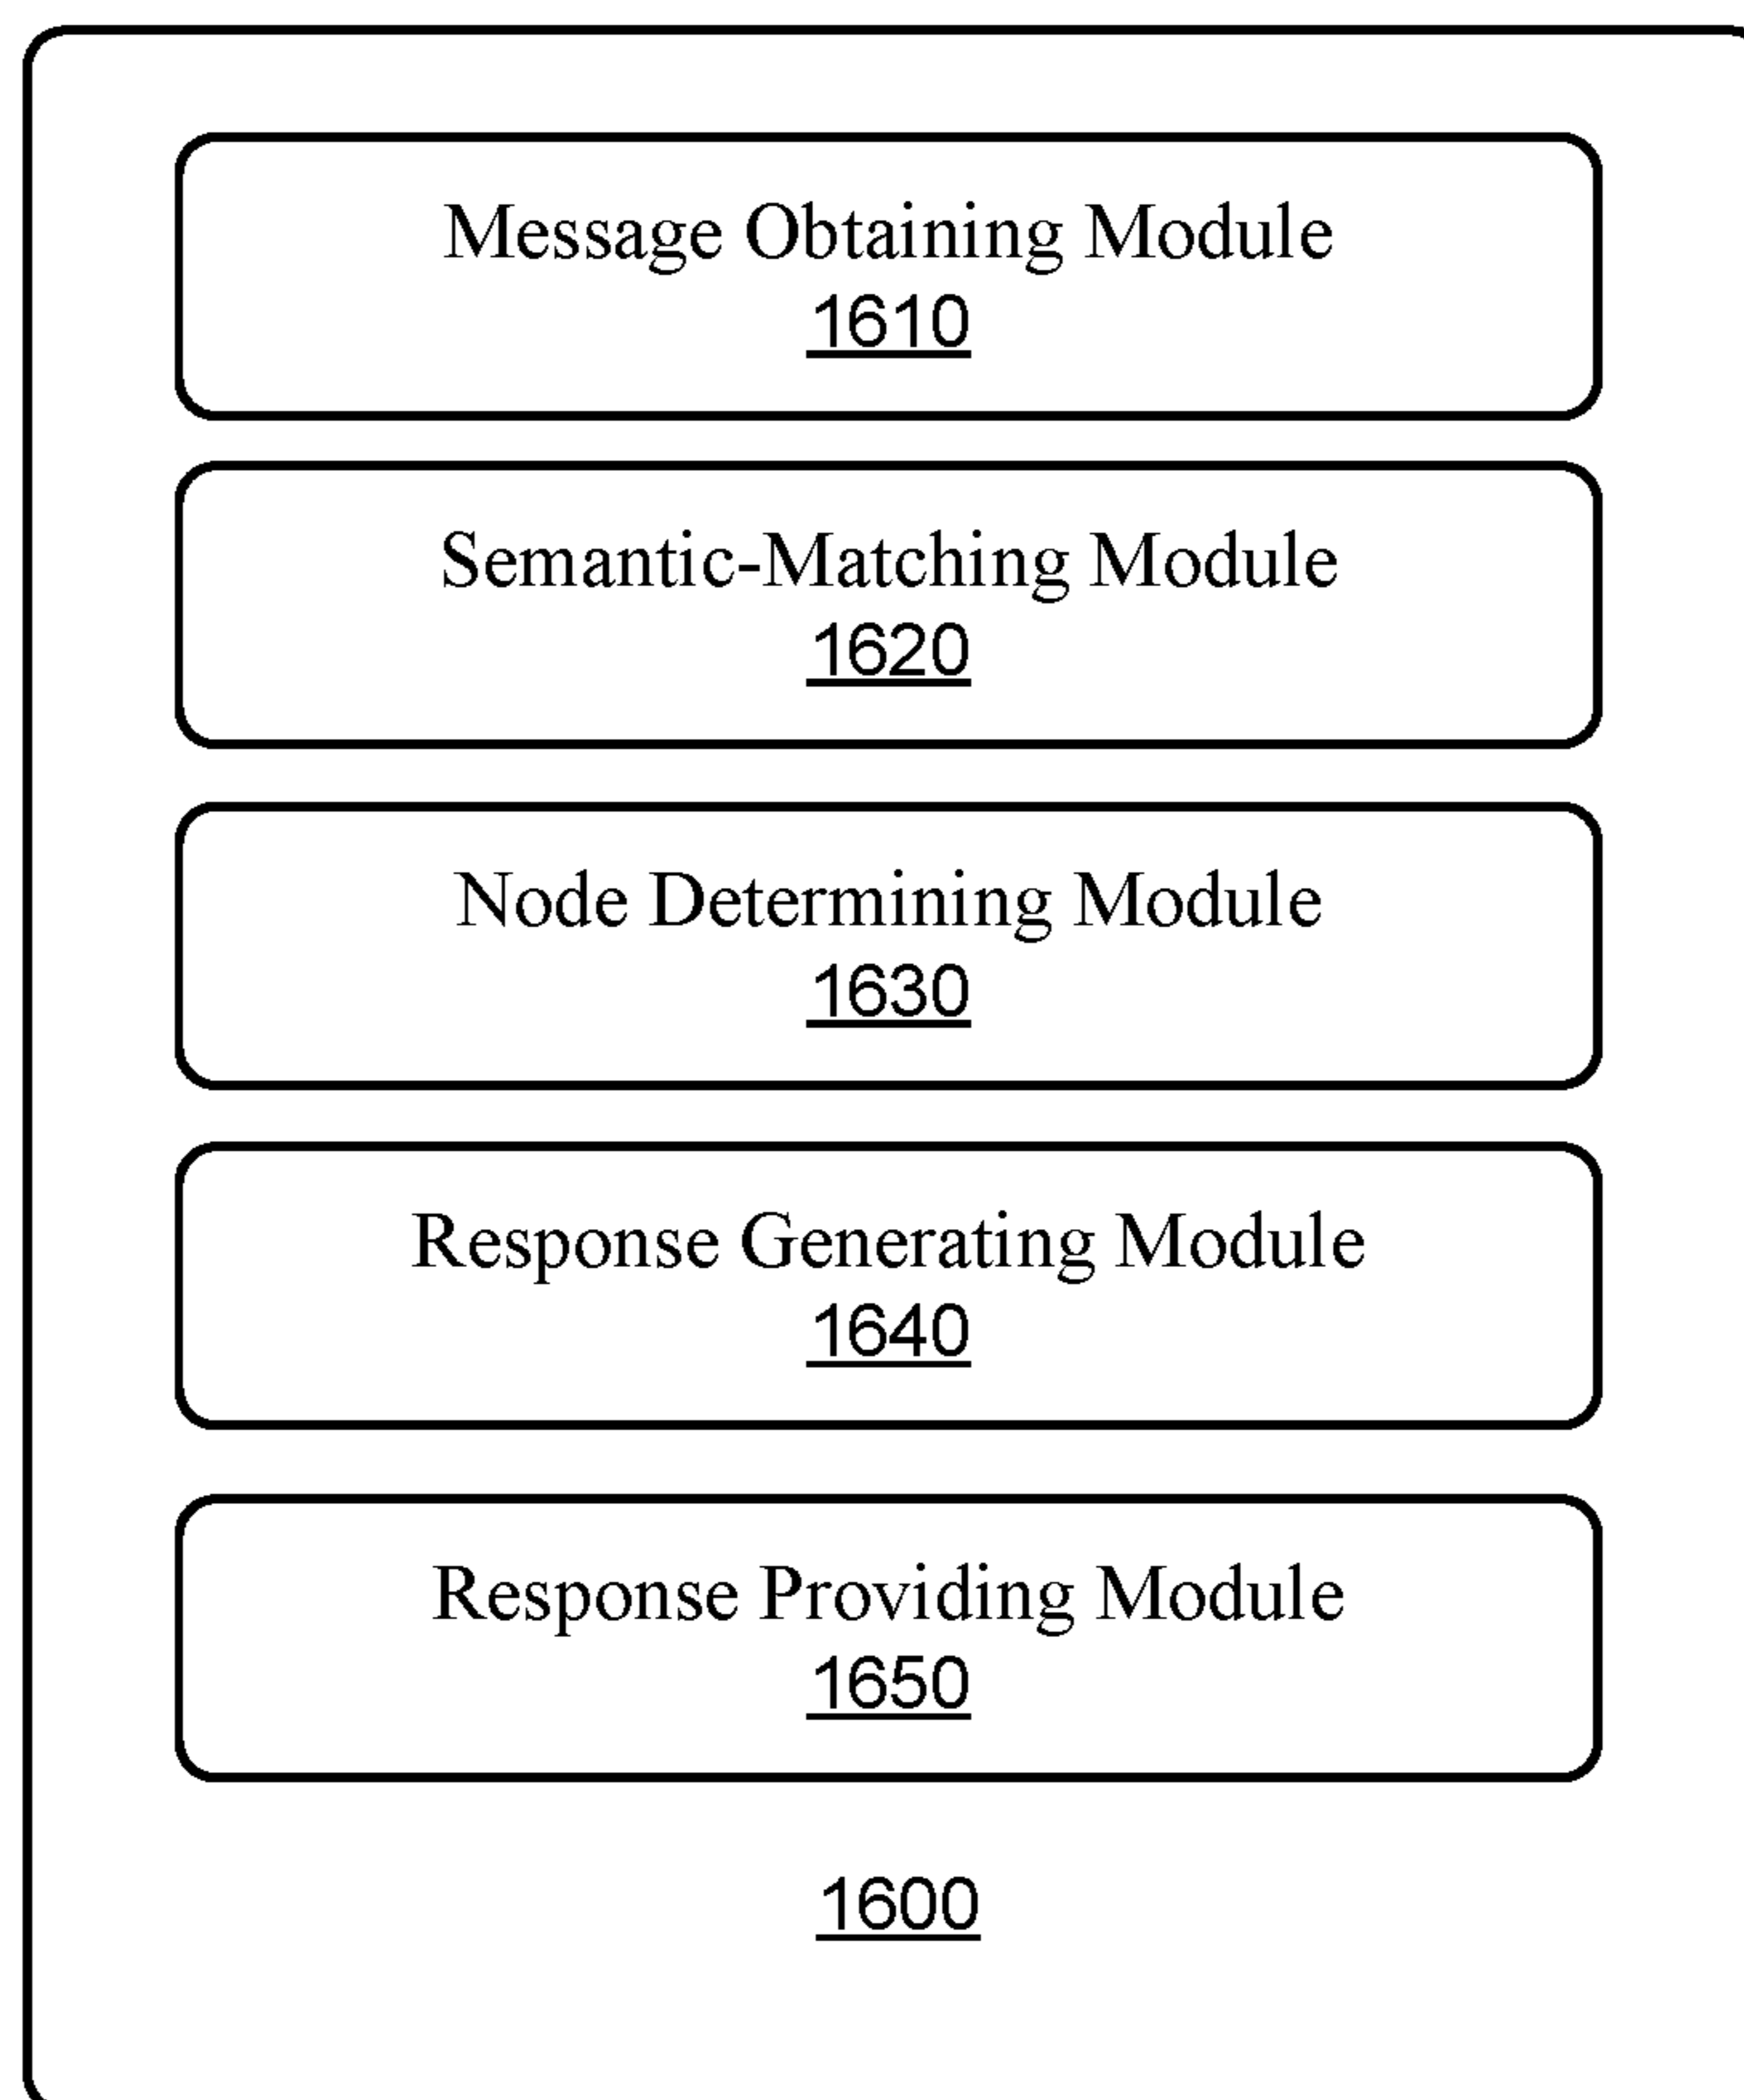 Message Obtaining Module
1610
Semantic-Matching Module
1620
Node Determining Module
1630
Response Generating Module
1640
Response Providing Module
1650
1600